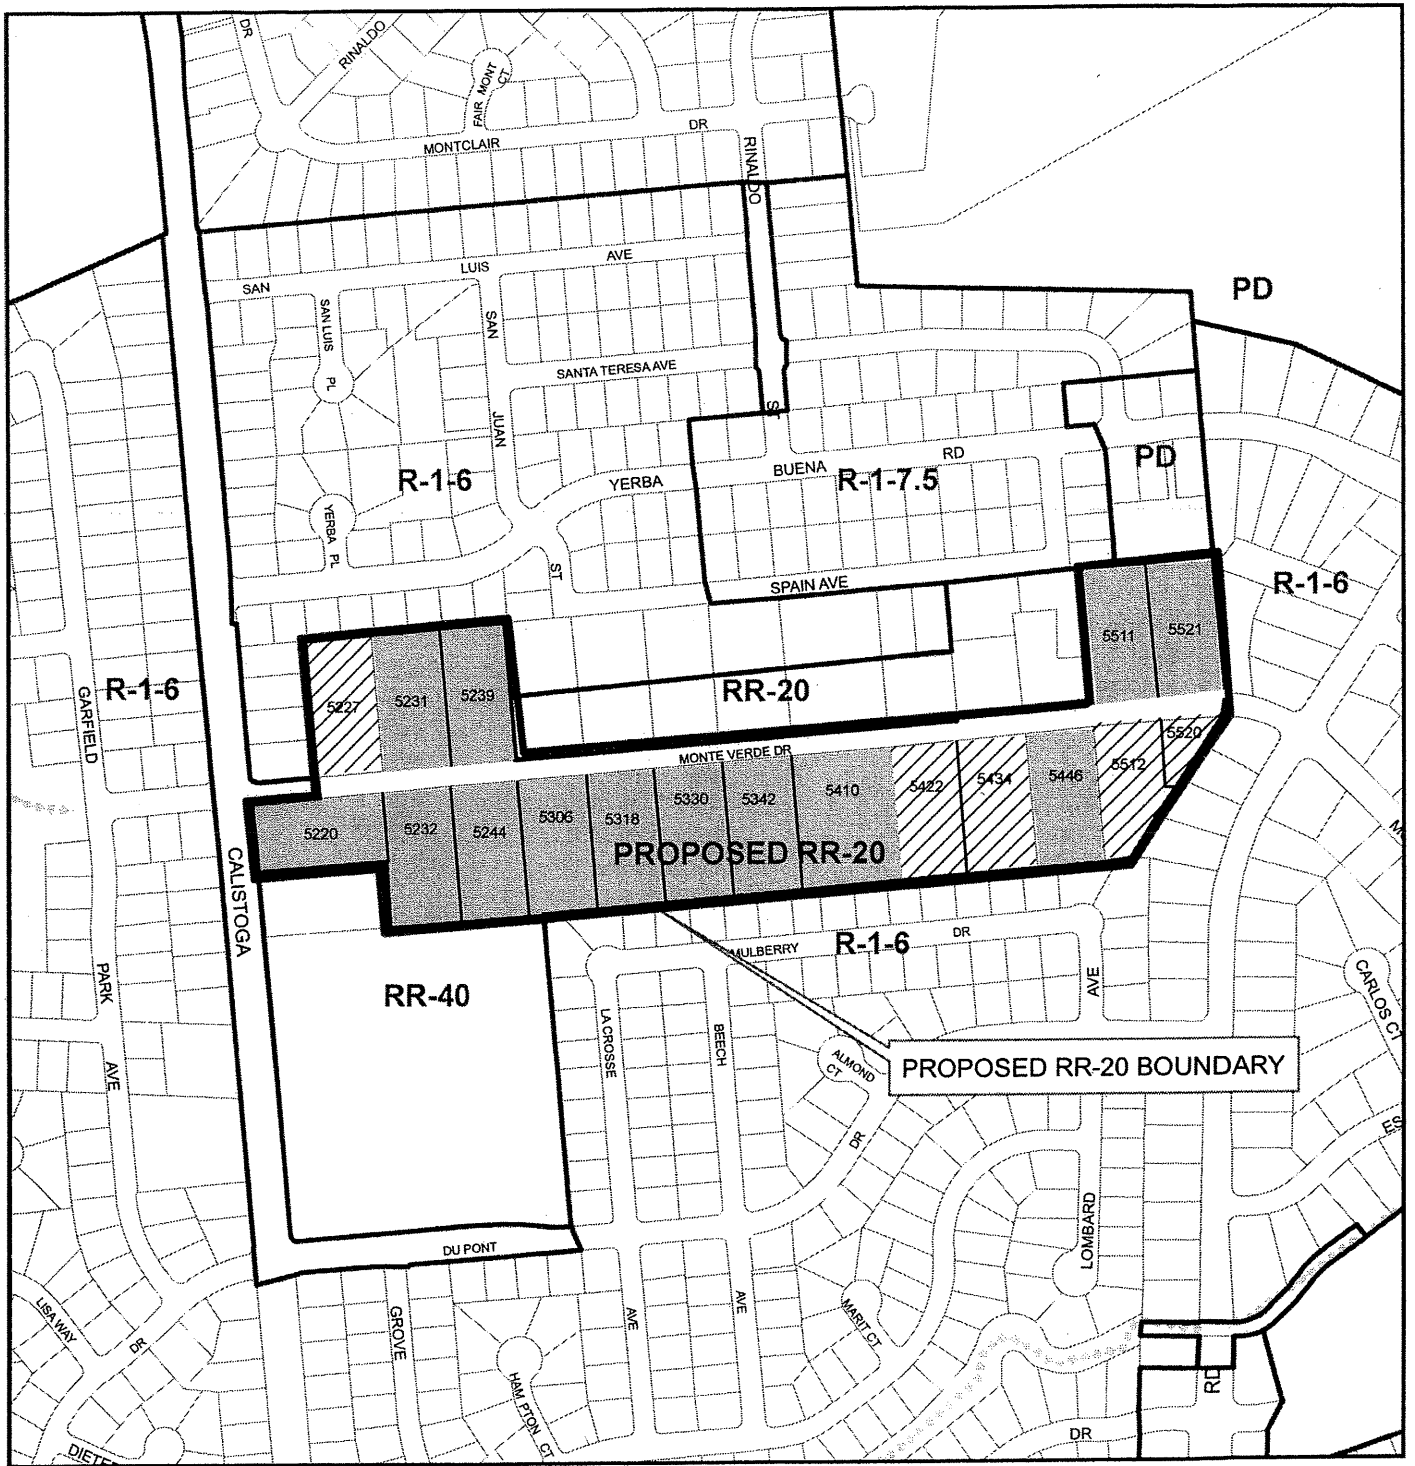 DR
RINALDO
FAIR MONT
CT
MONTCLAIR
DR
RINALDO
SAN
LUIS
AVE
PD
SAN LUIS
PL
SAN
JUAN
SANTA TERESA AVE
ST
R-1-6
YERBA
BUENA
RD
R-1-7.5
PD
YERBA
PL
ST
SPAIN AVE
R-1-6
5511
5521
R-1-6
GARFIELD
5227
5231
5239
RR-20
MONTE VERDE DR
5520
5220
5232
5244
5306
5318
5330
5342
5410
5422
5434
5446
5512
PROPOSED RR-20
CALISTOGA
MULBERRY
DR
R-1-6
PARK
AVE
RR-40
LA CROSSE
BEECH
AVE
CARLOS CT
ALMOND
CT
PROPOSED RR-20 BOUNDARY
DR
LOMBARD
DU PONT
LISA WAY
DR
GROVE
HAM PTON CT
AVE
AVE
MARIT CT
RD
DR